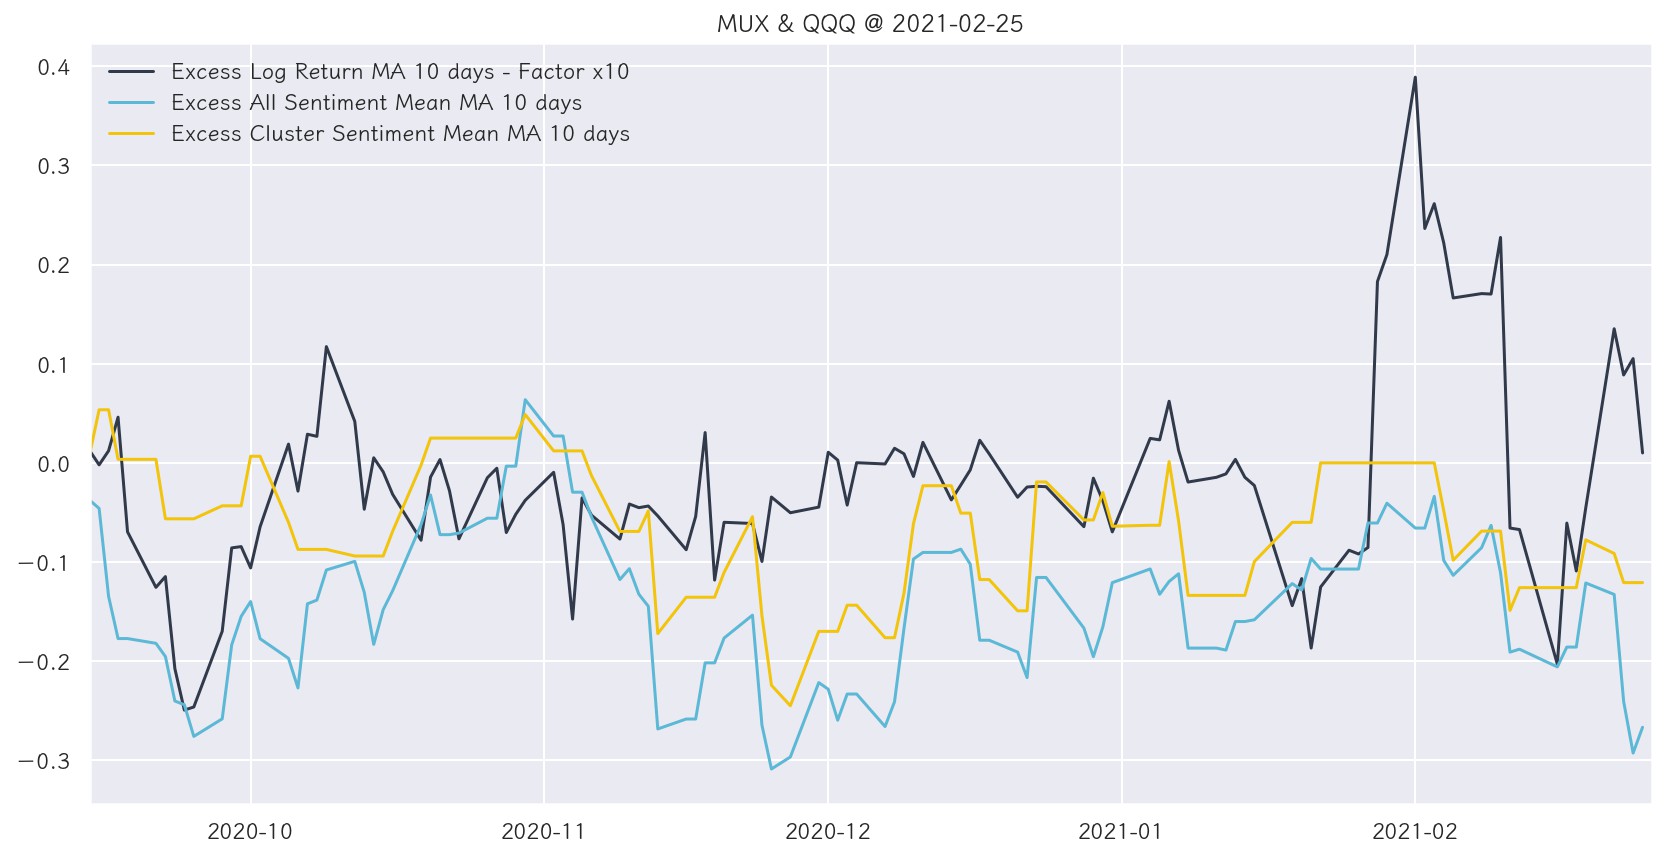 MUX & QQQ @ 2021-02-25
Excess Log Return MA 10 days - Factor x10
Excess All Sentiment Mean MA 10 days
Excess Cluster Sentiment Mean MA 10 days
0.4
0.3
0.2
0.1
0.0
−0.1
−0.2
−0.3
2020-10 2020-11 2020-12 2021-01 2021-02